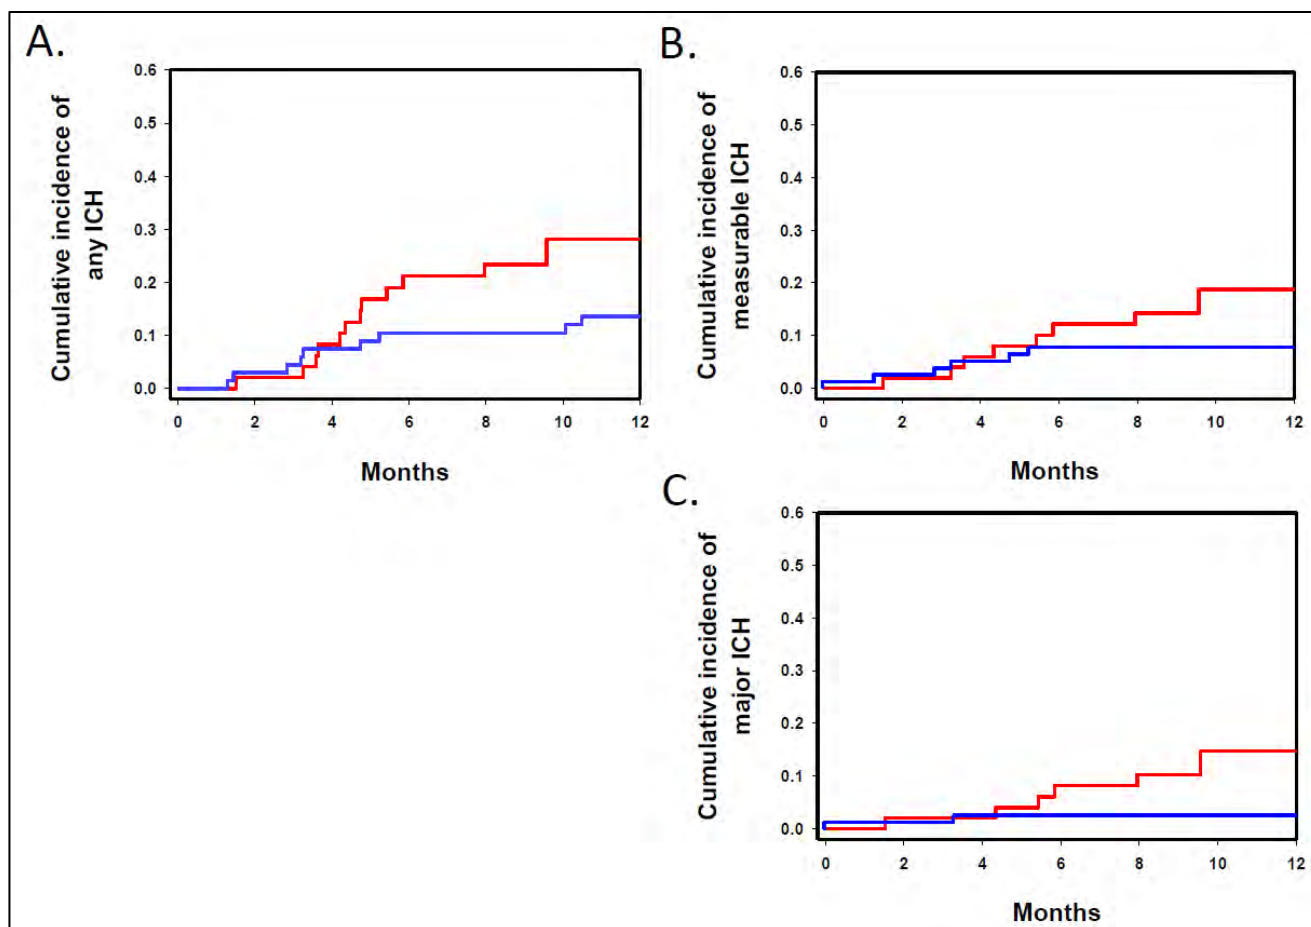 A.
Cumulative incidence of
any ICH
0.6
0.5
0.4
0.3
0.2
0.1
0.0
0 2 4 6 8 10 12
Months
B.
Cumulative incidence of
measurable ICH
0.6
0.5
0.4
0.3
0.2
0.1
0.0
0 2 4 6 8 10 12
Months
C.
Cumulative incidence of
major ICH
0.6
0.5
0.4
0.3
0.2
0.1
0.0
0 2 4 6 8 10 12
Months